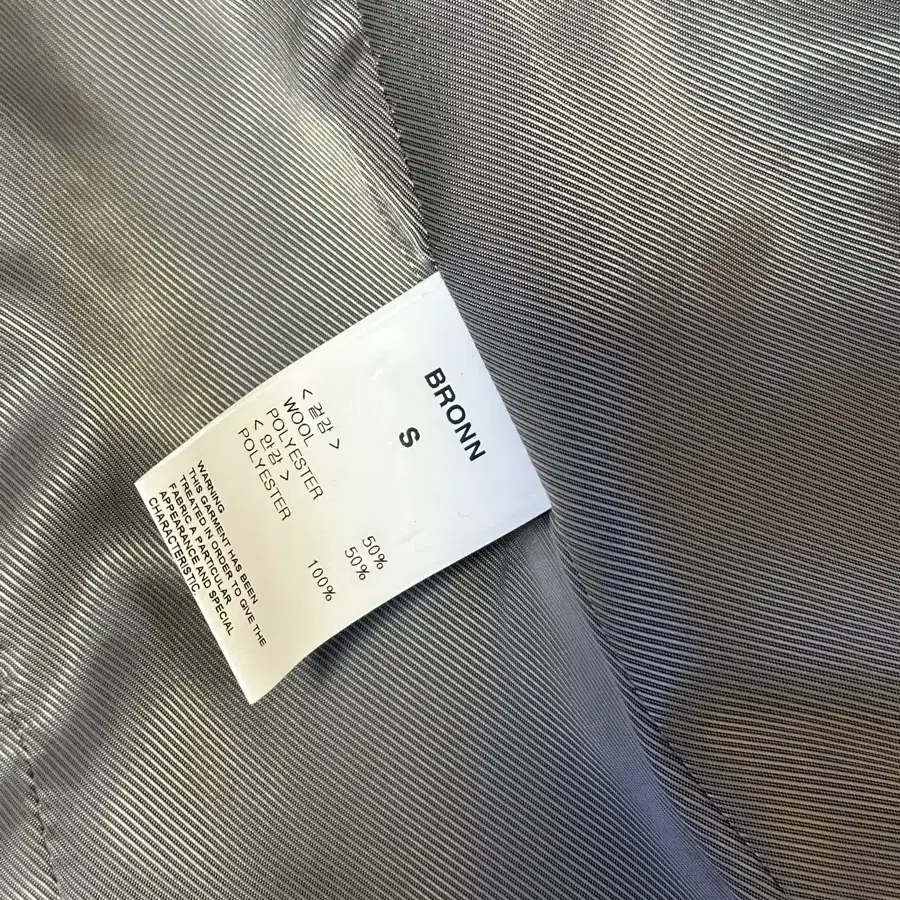 BRONN
S
< 겉감 >
WOOL 50%
POLYESTER 50%
< 안감 >
POLYESTER 100%
WARNING
THIS GARMENT HAS BEEN
TREATED IN ORDER TO GIVE THE
FABRIC A PARTICULAR
APPEARANCE AND SPECIAL
CHARACTERISTIC